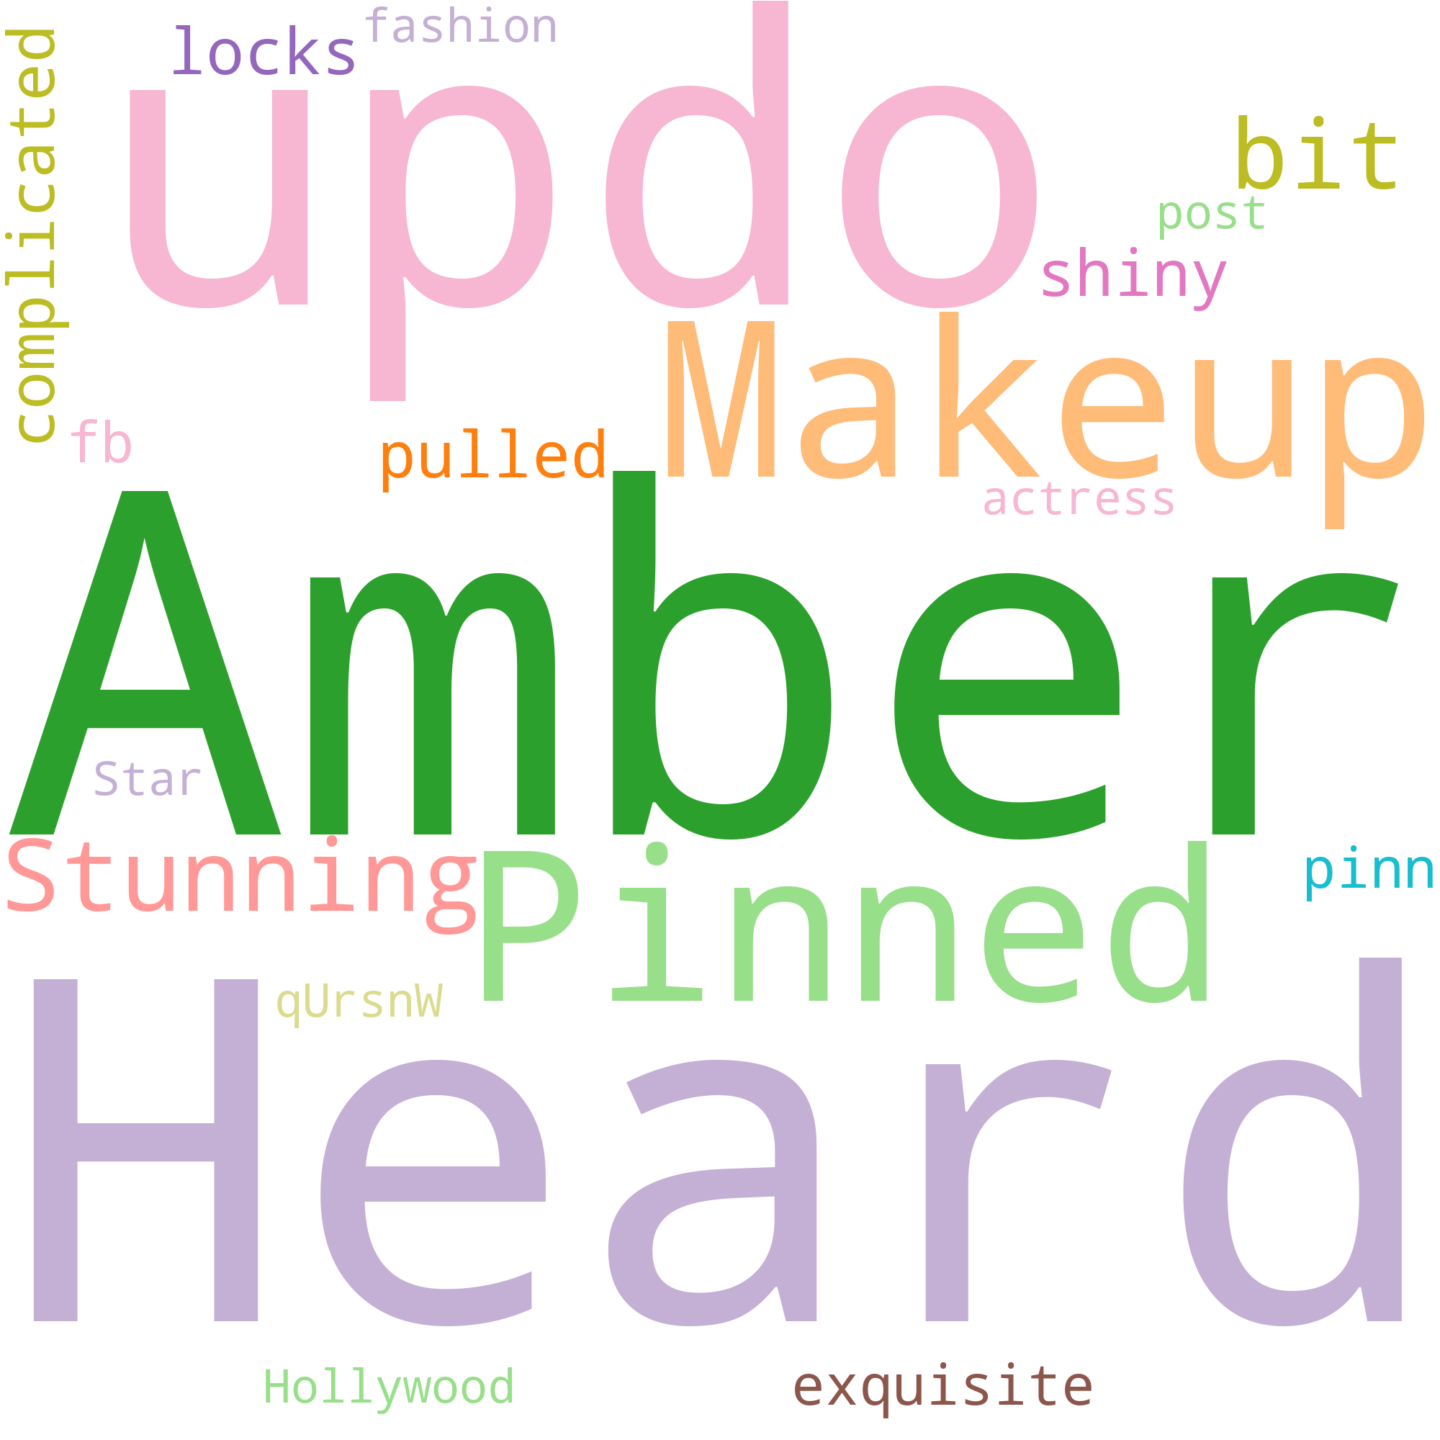 fashion
locks
complicated
updo
bit
post
shiny
Makeup
fb
pulled
actress
Amber
Star
Stunning
Pinned
pinn
qUrsnW
Heard
Hollywood
exquisite